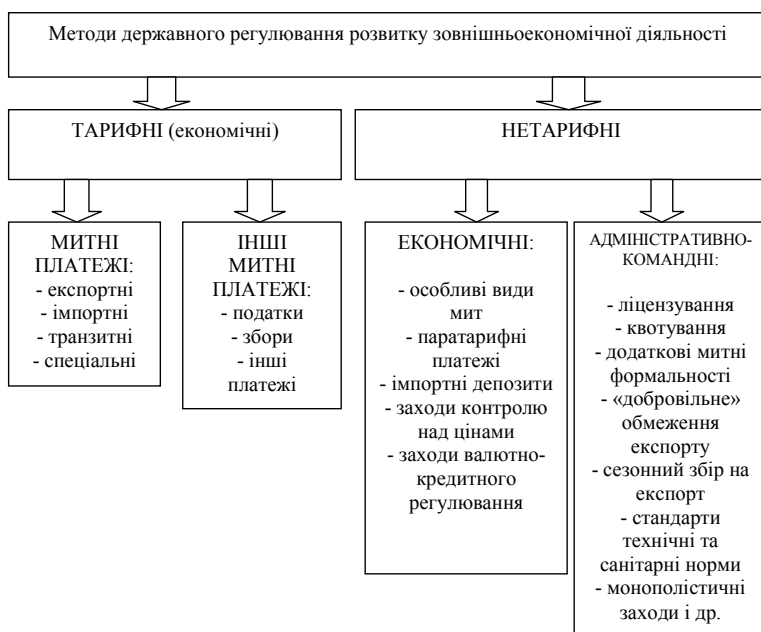 Методи державного регулювання розвитку зовнішньоекономічної діяльності
ТАРИФНІ (економічні)
НЕТАРИФНІ
МИТНІ
ПЛАТЕЖІ:
- експортні
- імпортні
- транзитні
- спеціальні
ІНШІ
МИТНІ
ПЛАТЕЖІ:
- податки
- збори
- інші
платежі
ЕКОНОМІЧНІ:
- особливі види
мит
- паратарифні
платежі
- імпортні депозити
- заходи контролю
над цінами
- заходи валютно-
кредитного
регулювання
АДМІНІСТРАТИВНО-
КОМАНДНІ:
- ліцензування
- квотування
- додаткові митні
формальності
- «добровільне»
обмеження
експорту
- сезонний збір на
експорт
- стандарти
технічні та
санітарні норми
- монополістичні
заходи і др.